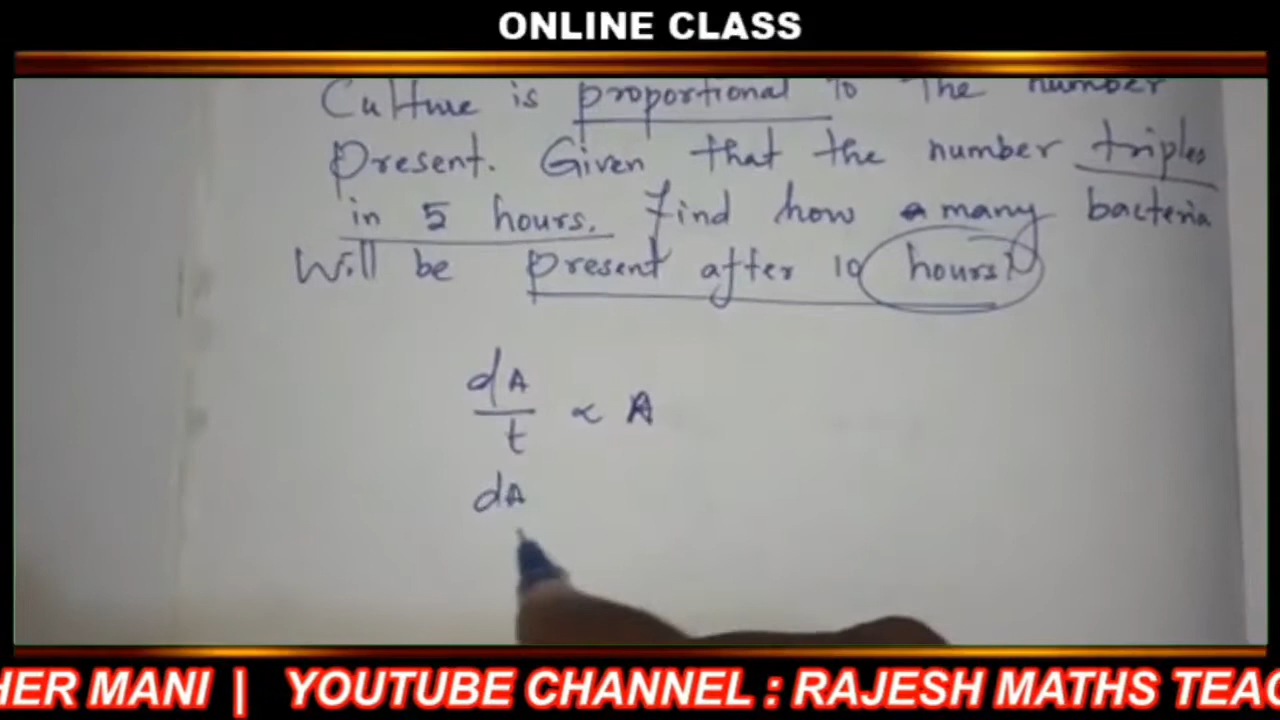 ONLINE CLASS
Culture is proportional to the number
Present. Given that the number triples
in 5 hours. Find how many bacteria
Will be present after 10 hours?
dA
t ∝ A
dA
HER MANI | YOUTUBE CHANNEL : RAJESH MATHS TEAC